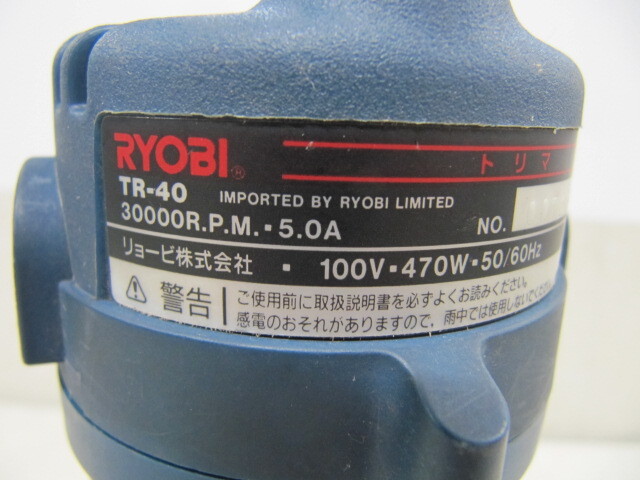 RYOBI®
トリマ
TR-40 IMPORTED BY RYOBI LIMITED
30000R.P.M.・5.0A NO.
リョービ株式会社 ・ 100V・470W・50/60Hz
警告 ご使用前に取扱説明書を必ずよくお読みください。
感電のおそれがありますので、雨中では使用しないでください。